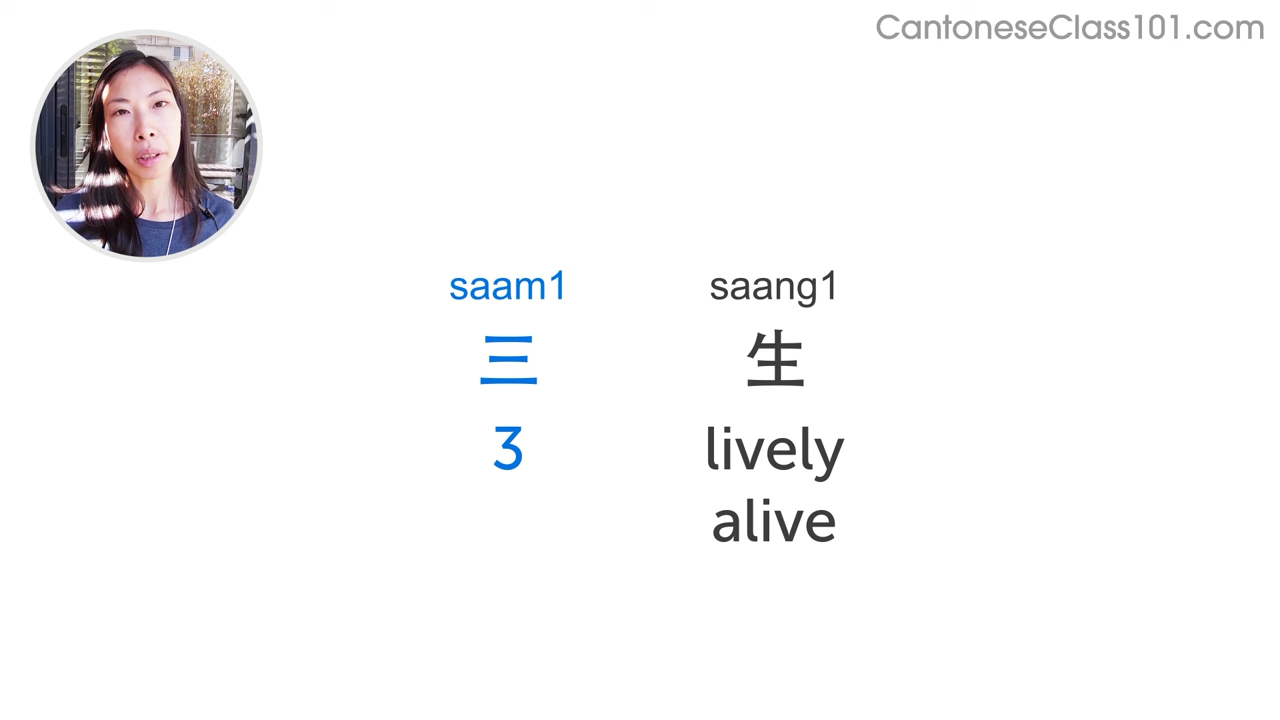 CantoneseClass101.com
saam1 saang1
三 生
3 lively
alive